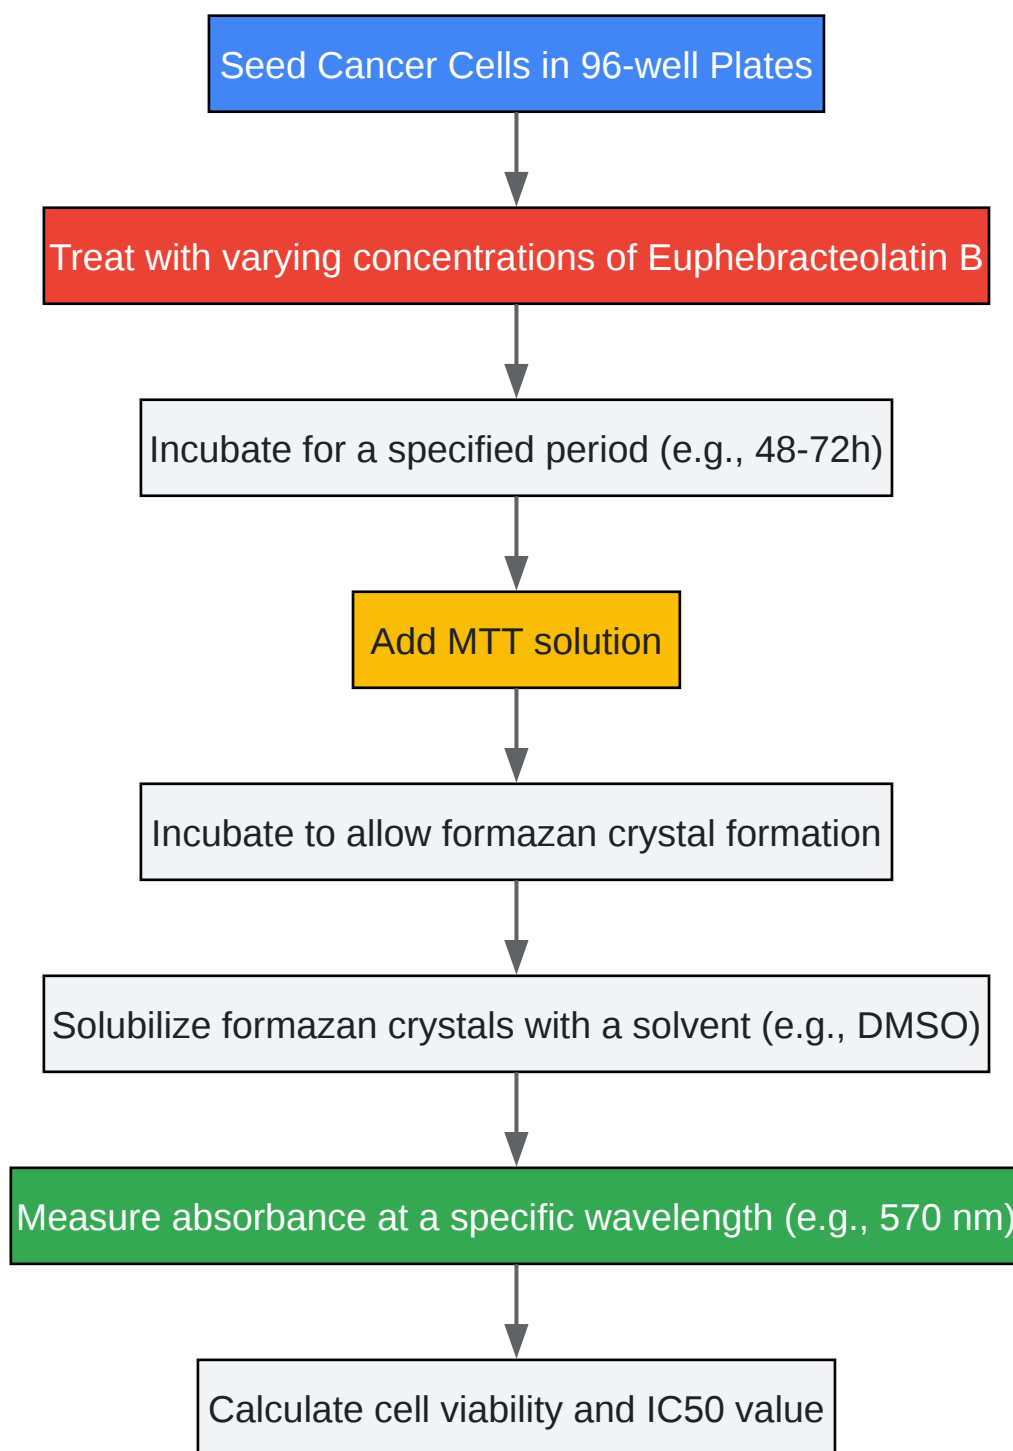 Seed Cancer Cells in 96-well Plates
Treat with varying concentrations of Euphebracteolatin B
Incubate for a specified period (e.g., 48-72h)
Add MTT solution
Incubate to allow formazan crystal formation
Solubilize formazan crystals with a solvent (e.g., DMSO)
Measure absorbance at a specific wavelength (e.g., 570 nm)
Calculate cell viability and IC50 value